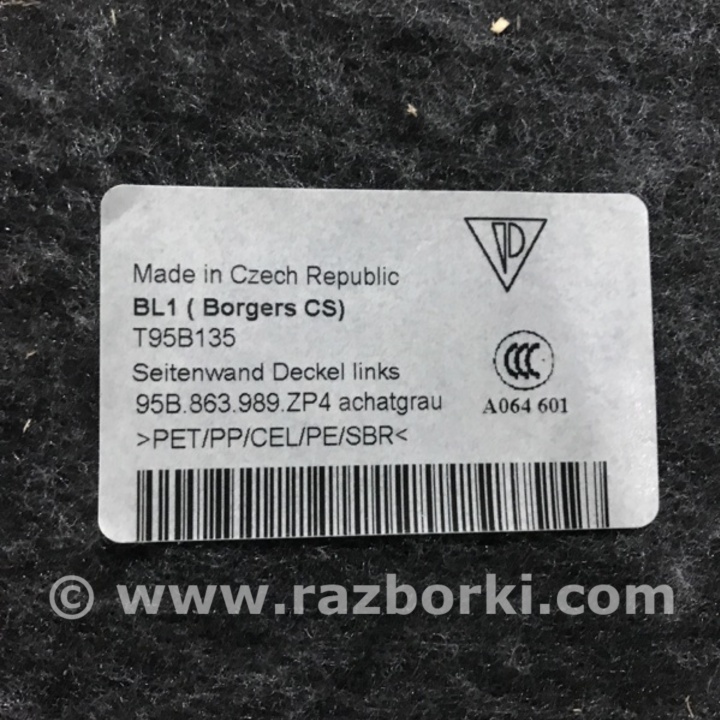 Made in Czech Republic
BL1 ( Borgers CS)
T95B135
Seitenwand Deckel links
95B.863.989.ZP4 achatgrau
>PET/PP/CEL/PE/SBR<
A064 601
© www.razborki.com